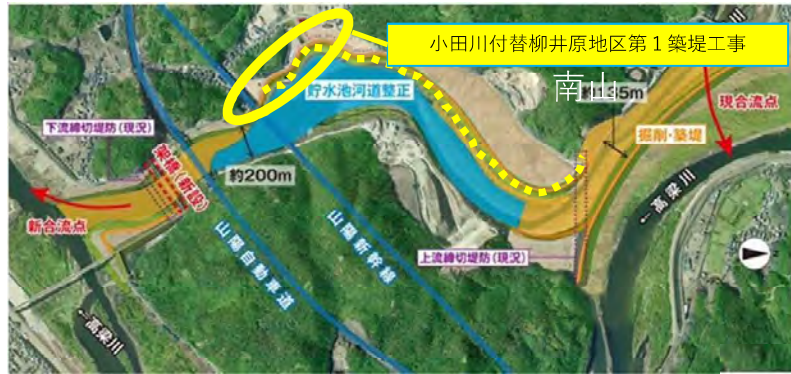 小田川付替柳井原地区第1築堤工事
南山
約135m
貯水池河道整正
現合流点
下流締切堤防(現況)
掘削・築堤
架橋(新設)
約200m
←高梁川
新合流点
山陽自動車道
山陽新幹線
上流締切堤防(現況)
←高梁川